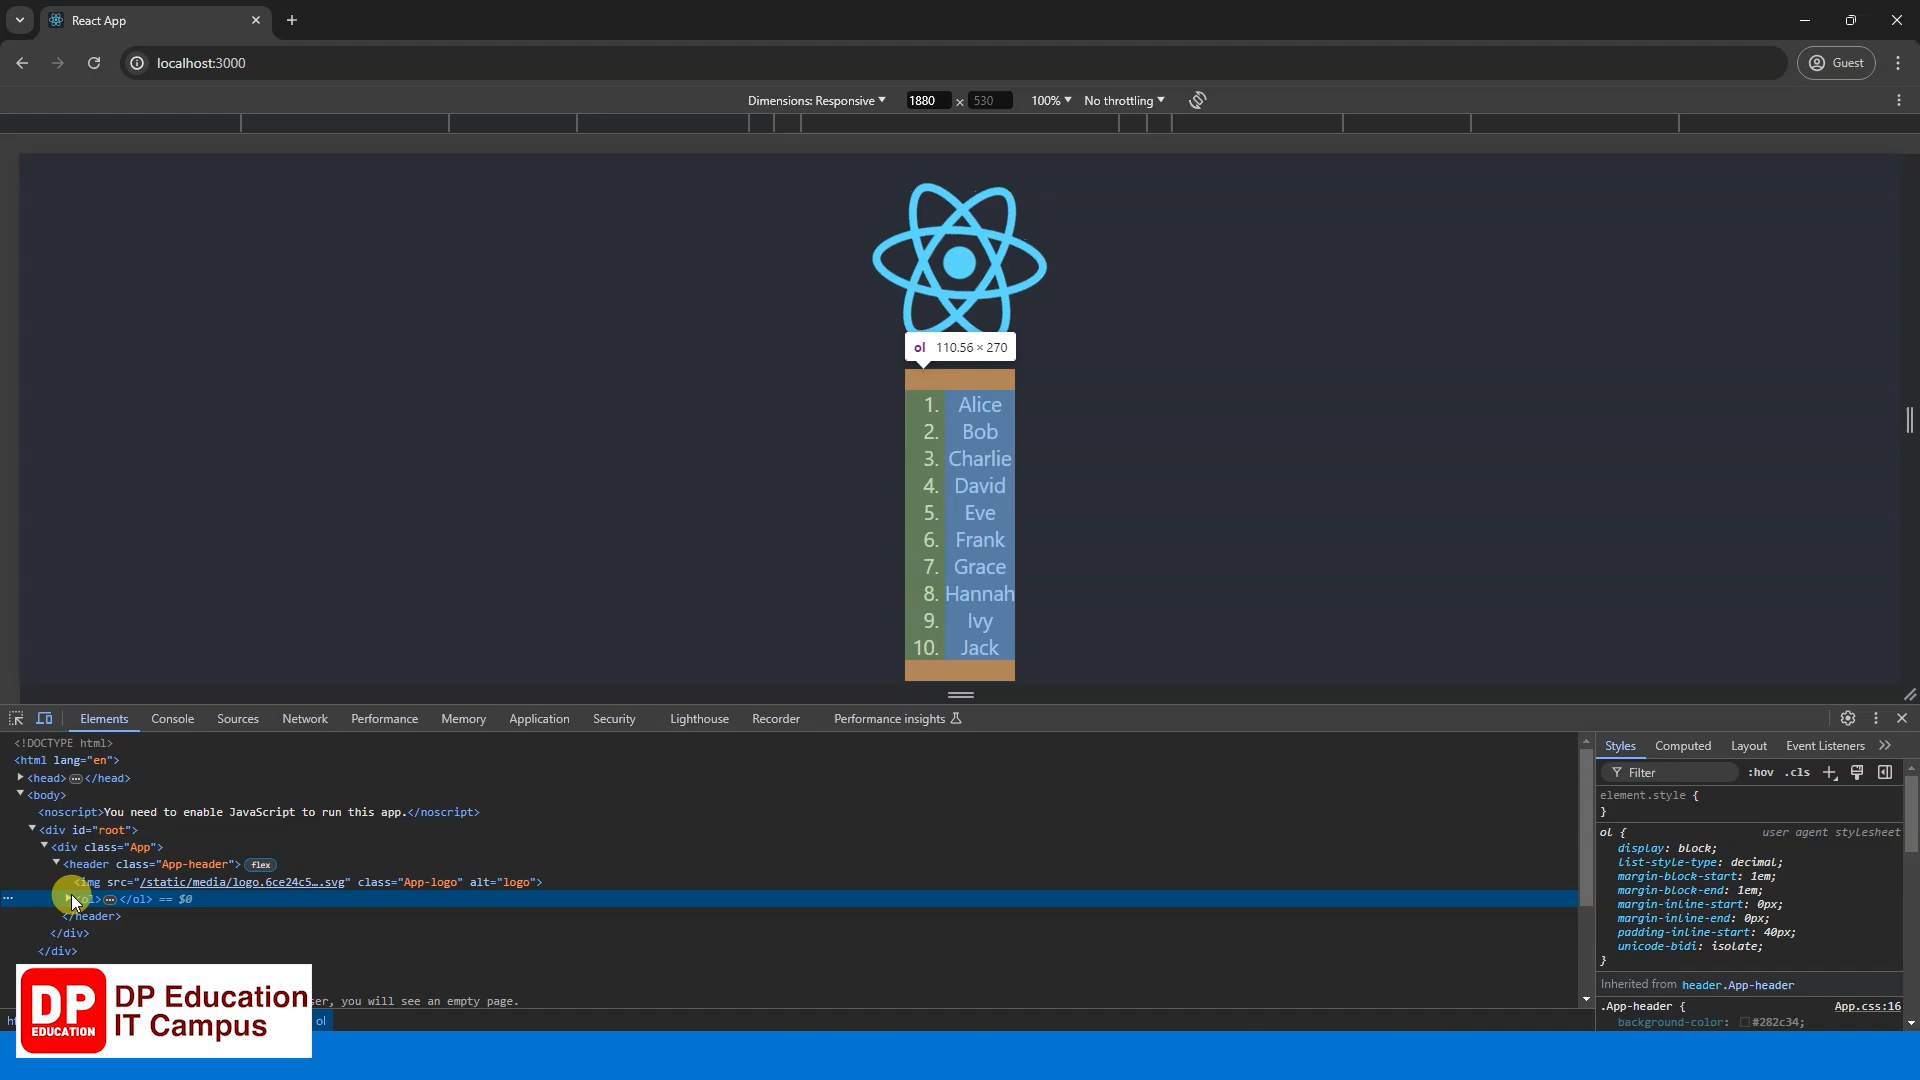 React App
localhost:3000
Guest
Dimensions: Responsive 1880 × 530 100% No throttling
ol 110.56 × 270
1. Alice
2. Bob
3. Charlie
4. David
5. Eve
6. Frank
7. Grace
8. Hannah
9. Ivy
10. Jack
Elements Console Sources Network Performance Memory Application Security Lighthouse Recorder Performance insights
<!DOCTYPE html>
<html lang="en">
<head> … </head>
<body>
<noscript>You need to enable JavaScript to run this app.</noscript>
<div id="root">
<div class="App">
<header class="App-header"> flex
<img src="/static/media/logo.6ce24c5….svg" class="App-logo" alt="logo">
… </ol> == $0
</header>
</div>
</div>
you will see an empty page.
ol
Styles Computed Layout Event Listeners
Filter :hov .cls
element.style {
}
ol { user agent stylesheet
display: block;
list-style-type: decimal;
margin-block-start: 1em;
margin-block-end: 1em;
margin-inline-start: 0px;
margin-inline-end: 0px;
padding-inline-start: 40px;
unicode-bidi: isolate;
}
Inherited from header.App-header
.App-header { App.css:16
background-color: #282c34;
DP EDUCATION
DP Education
IT Campus